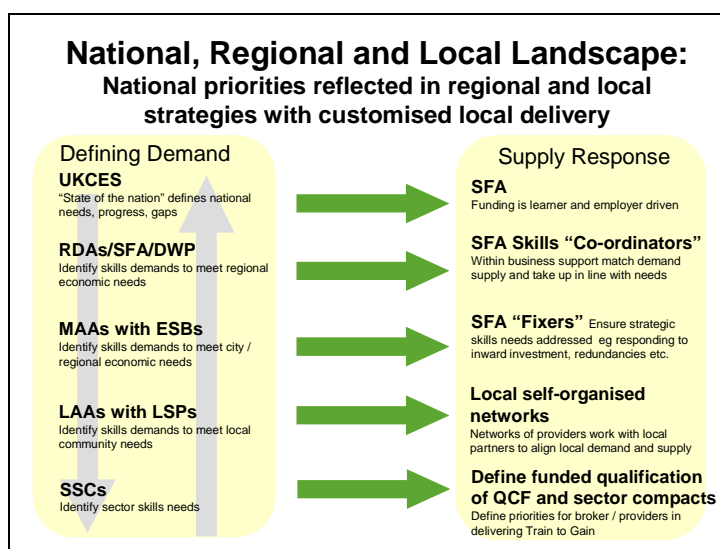 National, Regional and Local Landscape:
National priorities reflected in regional and local
strategies with customised local delivery
Defining Demand
UKCES
“State of the nation” defines national
needs, progress, gaps
RDAs/SFA/DWP
Identify skills demands to meet regional
economic needs
MAAs with ESBs
Identify skills demands to meet city /
regional economic needs
LAAs with LSPs
Identify skills demands to meet local
community needs
SSCs
Identify sector skills needs
Supply Response
SFA
Funding is learner and employer driven
SFA Skills “Co-ordinators”
Within business support match demand
supply and take up in line with needs
SFA “Fixers” Ensure strategic
skills needs addressed eg responding to
inward investment, redundancies etc.
Local self-organised
networks
Networks of providers work with local
partners to align local demand and supply
Define funded qualification
of QCF and sector compacts
Define priorities for broker / providers in
delivering Train to Gain